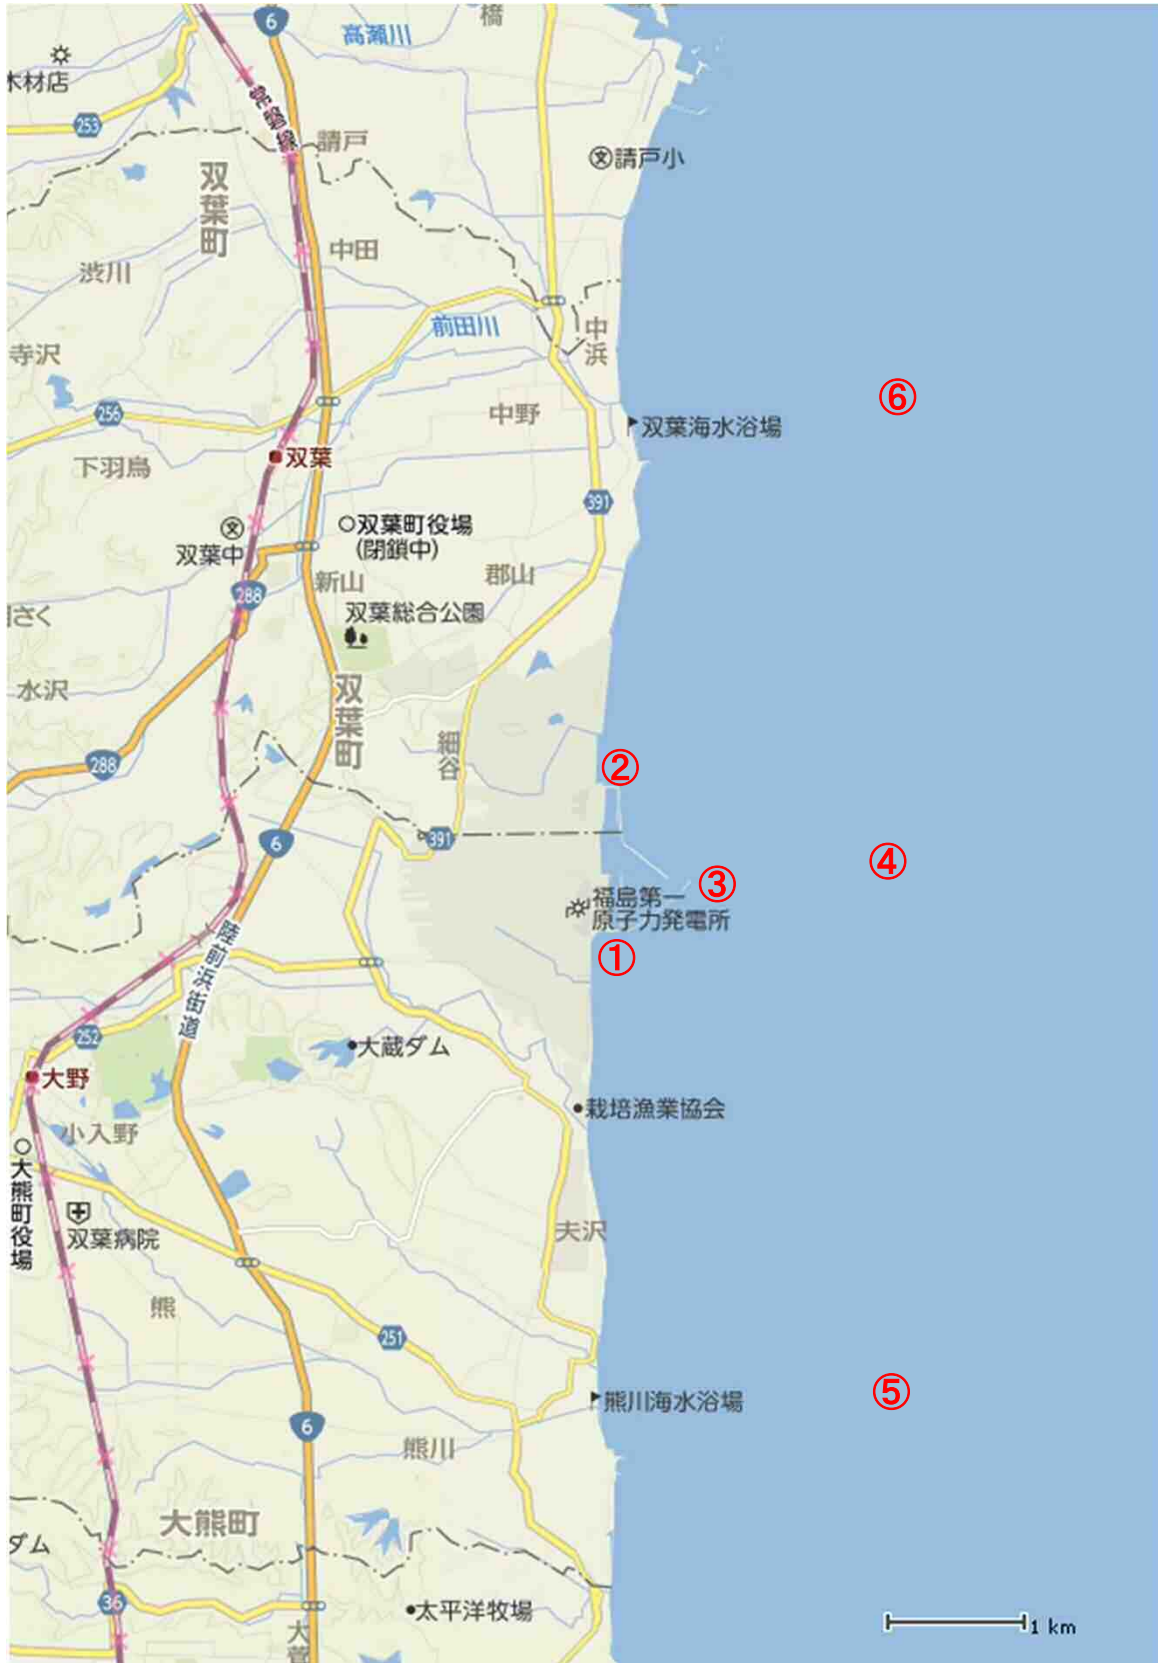 6
橋
高瀬川
木材店
253
常磐線
請戸
請戸小
双葉町
中田
渋川
前田川
中浜
寺沢
⑥
256
中野
双葉海水浴場
下羽鳥
双葉
391
双葉町役場
(閉鎖中)
双葉中
郡山
新山
288
双葉総合公園
さく
水沢
双葉町
細谷
288
②
6
391
④
③
福島第一
原子力発電所
陸前浜街道
①
252
大蔵ダム
大野
栽培漁業協会
小入野
大熊町役場
双葉病院
夫沢
熊
251
⑤
熊川海水浴場
6
熊川
大熊町
ダム
36
太平洋牧場
大菅
1 km